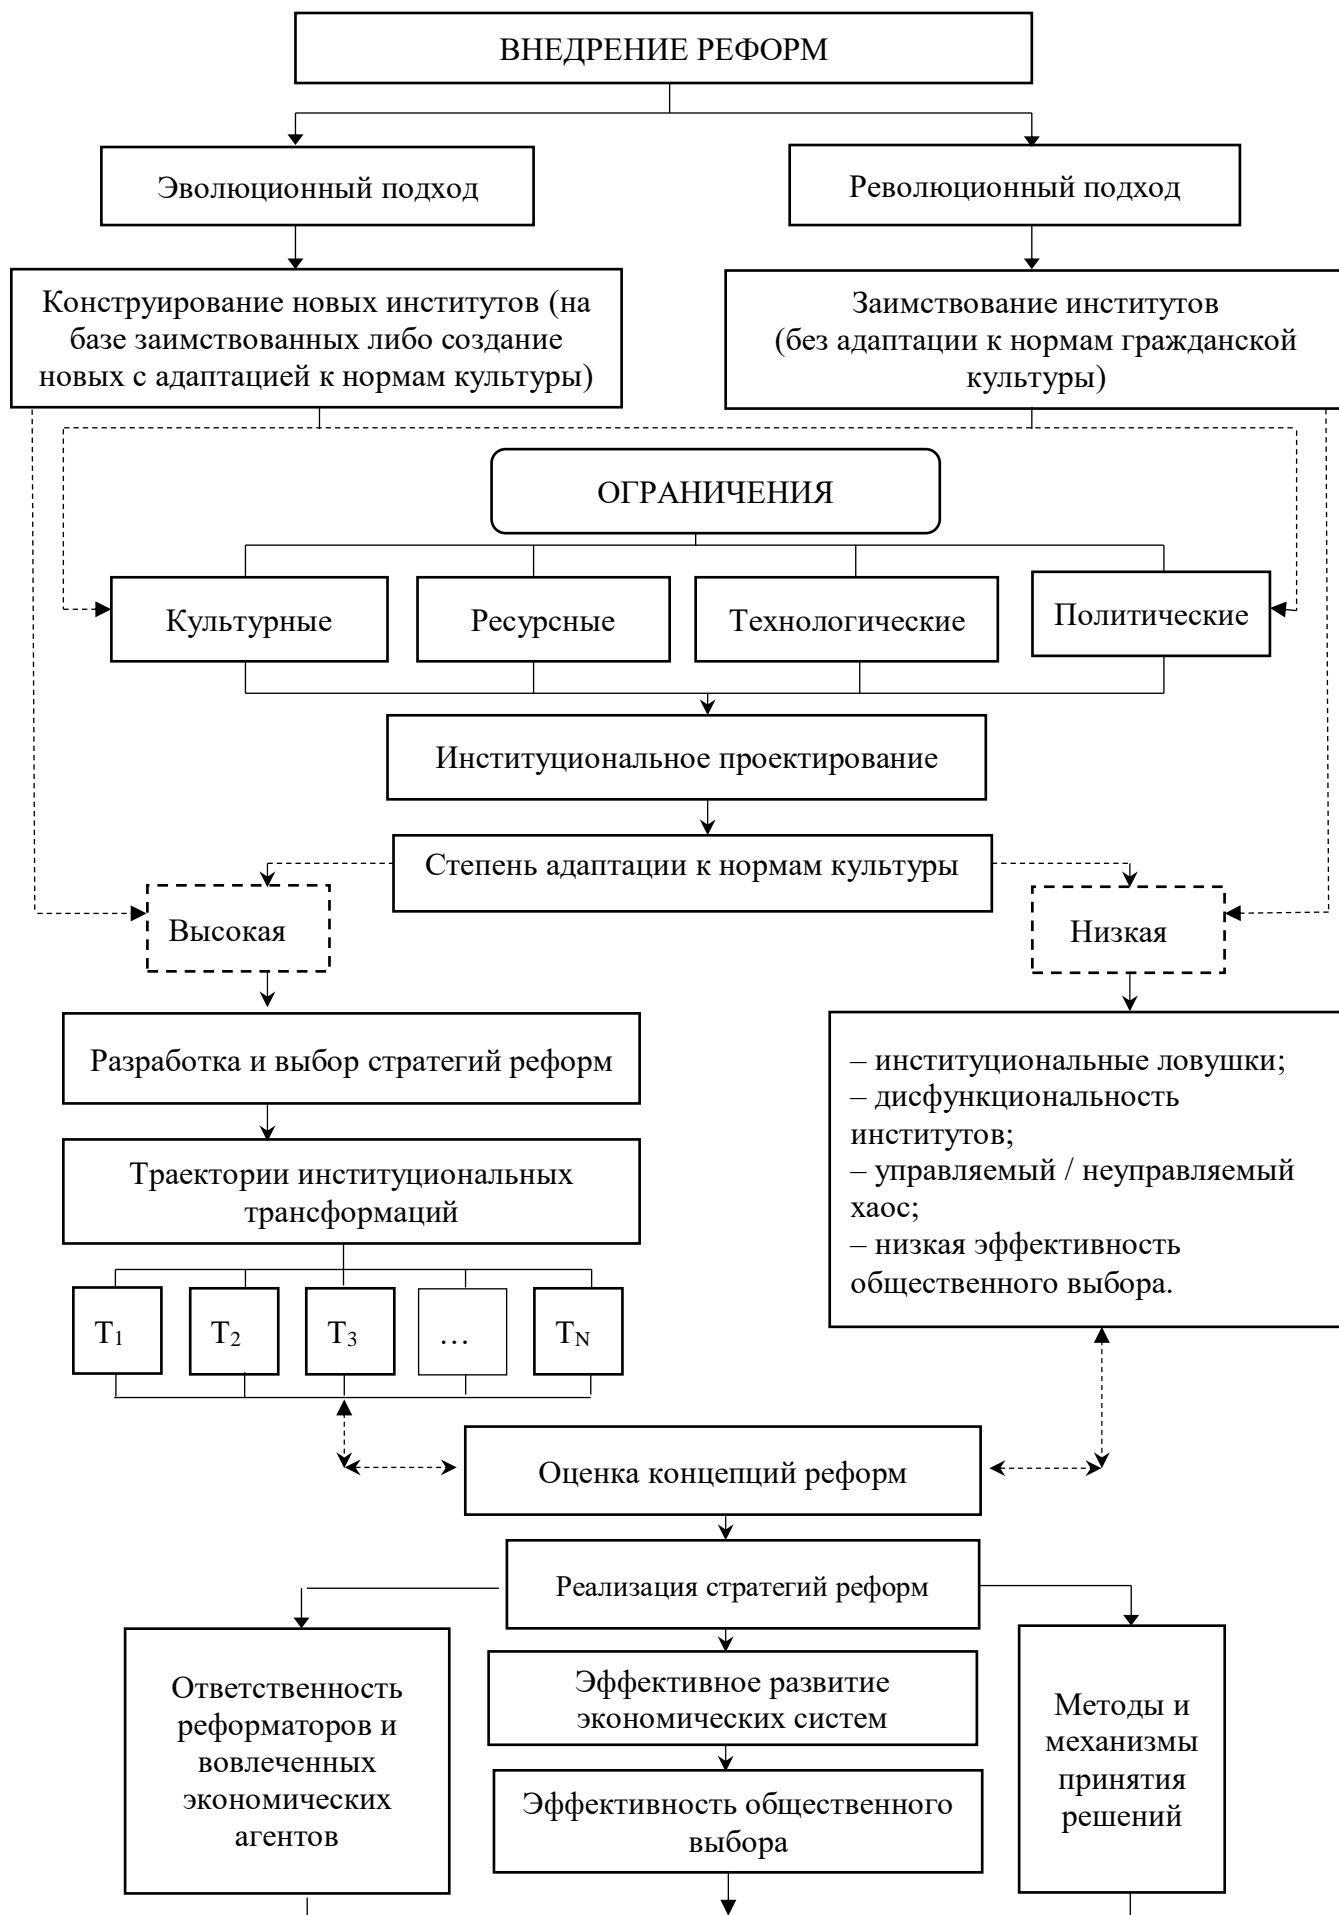 ВНЕДРЕНИЕ РЕФОРМ
Эволюционный подход
Революционный подход
Конструирование новых институтов (на
базе заимствованных либо создание
новых с адаптацией к нормам культуры)
Заимствование институтов
(без адаптации к нормам гражданской
культуры)
ОГРАНИЧЕНИЯ
Культурные
Ресурсные
Технологические
Политические
Институциональное проектирование
Степень адаптации к нормам культуры
Высокая
Низкая
Разработка и выбор стратегий реформ
Траектории институциональных
трансформаций
T1
T2
T3
…
TN
– институциональные ловушки;
– дисфункциональность
институтов;
– управляемый / неуправляемый
хаос;
– низкая эффективность
общественного выбора.
Оценка концепций реформ
Реализация стратегий реформ
Ответственность
реформаторов и
вовлеченных
экономических
агентов
Эффективное развитие
экономических систем
Эффективность общественного
выбора
Методы и
механизмы
принятия
решений